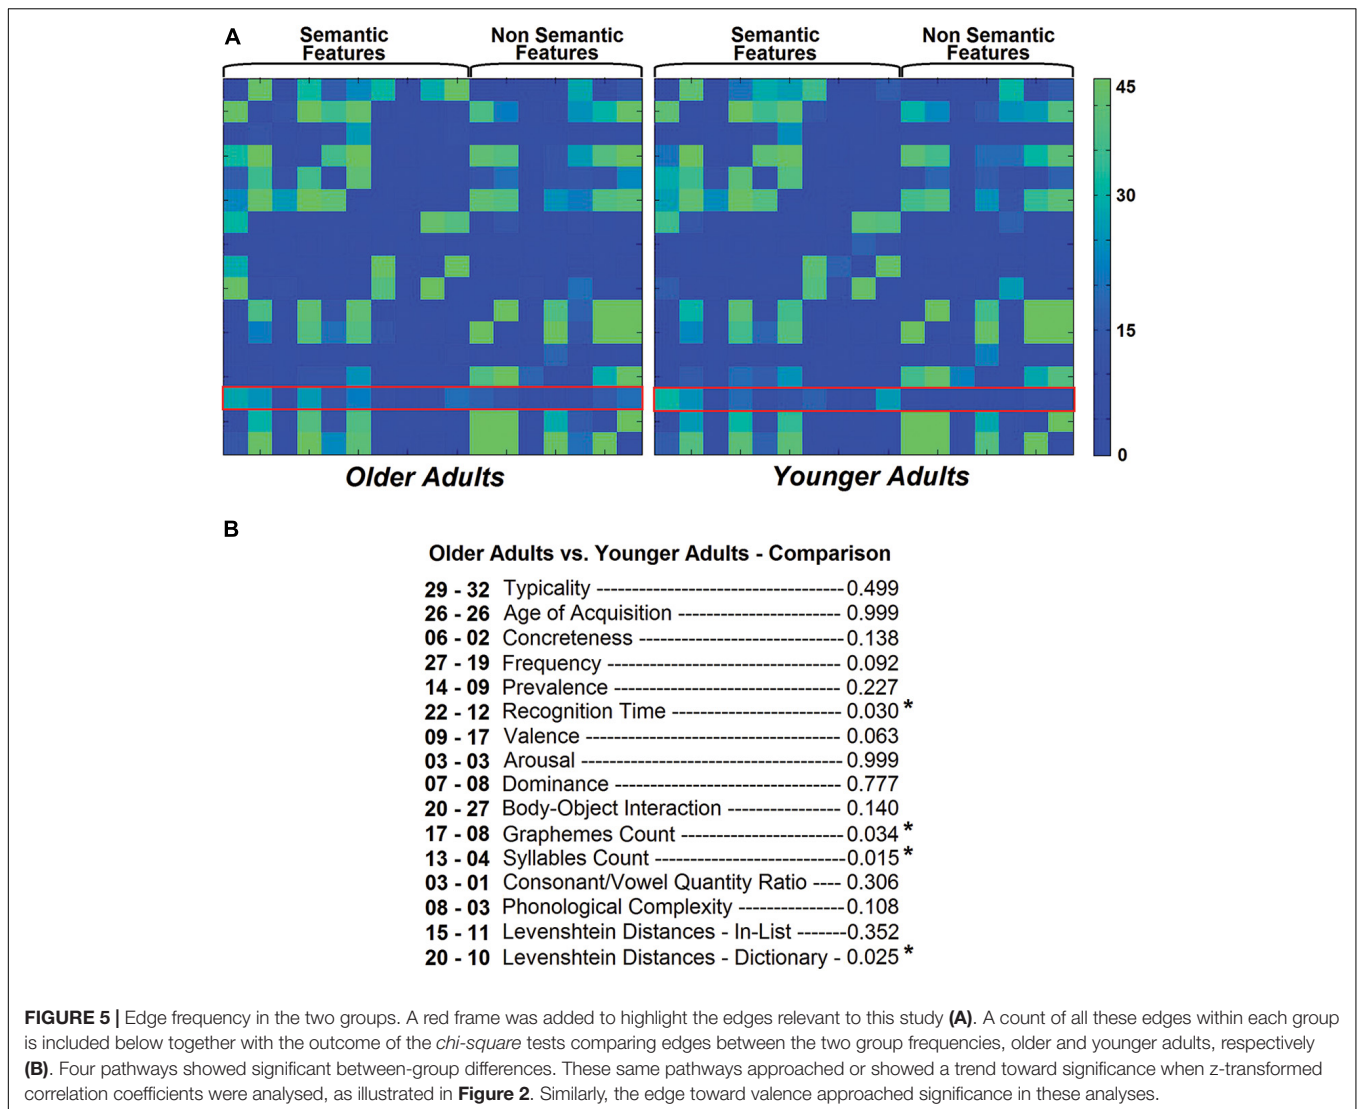 A
Semantic
Features
Non Semantic
Features
Semantic
Features
Non Semantic
Features
45
30
15
0
Older Adults
Younger Adults
B
Older Adults vs. Younger Adults - Comparison
29 - 32 Typicality ---------------------------------- 0.499
26 - 26 Age of Acquisition ----------------------- 0.999
06 - 02 Concreteness ---------------------------- 0.138
27 - 19 Frequency -------------------------------- 0.092
14 - 09 Prevalence ------------------------------- 0.227
22 - 12 Recognition Time ------------------------ 0.030 *
09 - 17 Valence ----------------------------------- 0.063
03 - 03 Arousal ------------------------------------ 0.999
07 - 08 Dominance -------------------------------- 0.777
20 - 27 Body-Object Interaction ---------------- 0.140
17 - 08 Graphemes Count ----------------------- 0.034 *
13 - 04 Syllables Count --------------------------- 0.015 *
03 - 01 Consonant/Vowel Quantity Ratio ---- 0.306
08 - 03 Phonological Complexity --------------- 0.108
15 - 11 Levenshtein Distances - In-List ------- 0.352
20 - 10 Levenshtein Distances - Dictionary - 0.025 *
FIGURE 5 | Edge frequency in the two groups. A red frame was added to highlight the edges relevant to this study (A). A count of all these edges within each group
is included below together with the outcome of the chi-square tests comparing edges between the two group frequencies, older and younger adults, respectively
(B). Four pathways showed significant between-group differences. These same pathways approached or showed a trend toward significance when z-transformed
correlation coefficients were analysed, as illustrated in Figure 2. Similarly, the edge toward valence approached significance in these analyses.